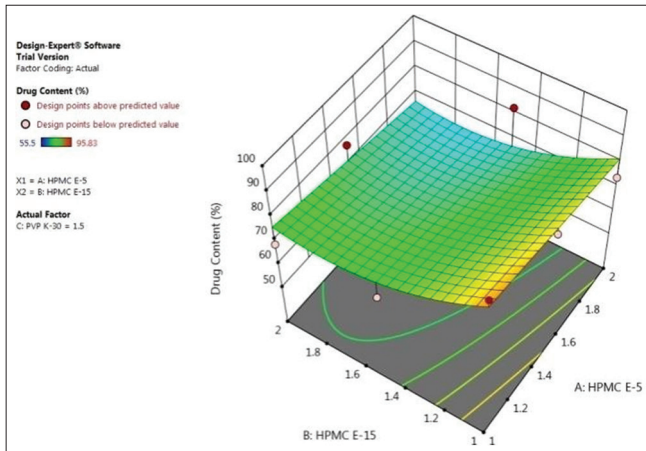 Design-Expert® Software
Trial Version
Factor Coding: Actual
Drug Content (%)
Design points above predicted value
Design points below predicted value
55.5 95.83
X1 = A: HPMC E-5
X2 = B: HPMC E-15
Actual Factor
C: PVP K-30 = 1.5
Drug Content (%)
100
90
80
70
60
50
2
1.8
1.6
1.4
1.2
1
B: HPMC E-15
1
1.2
1.4
1.6
1.8
2
A: HPMC E-5